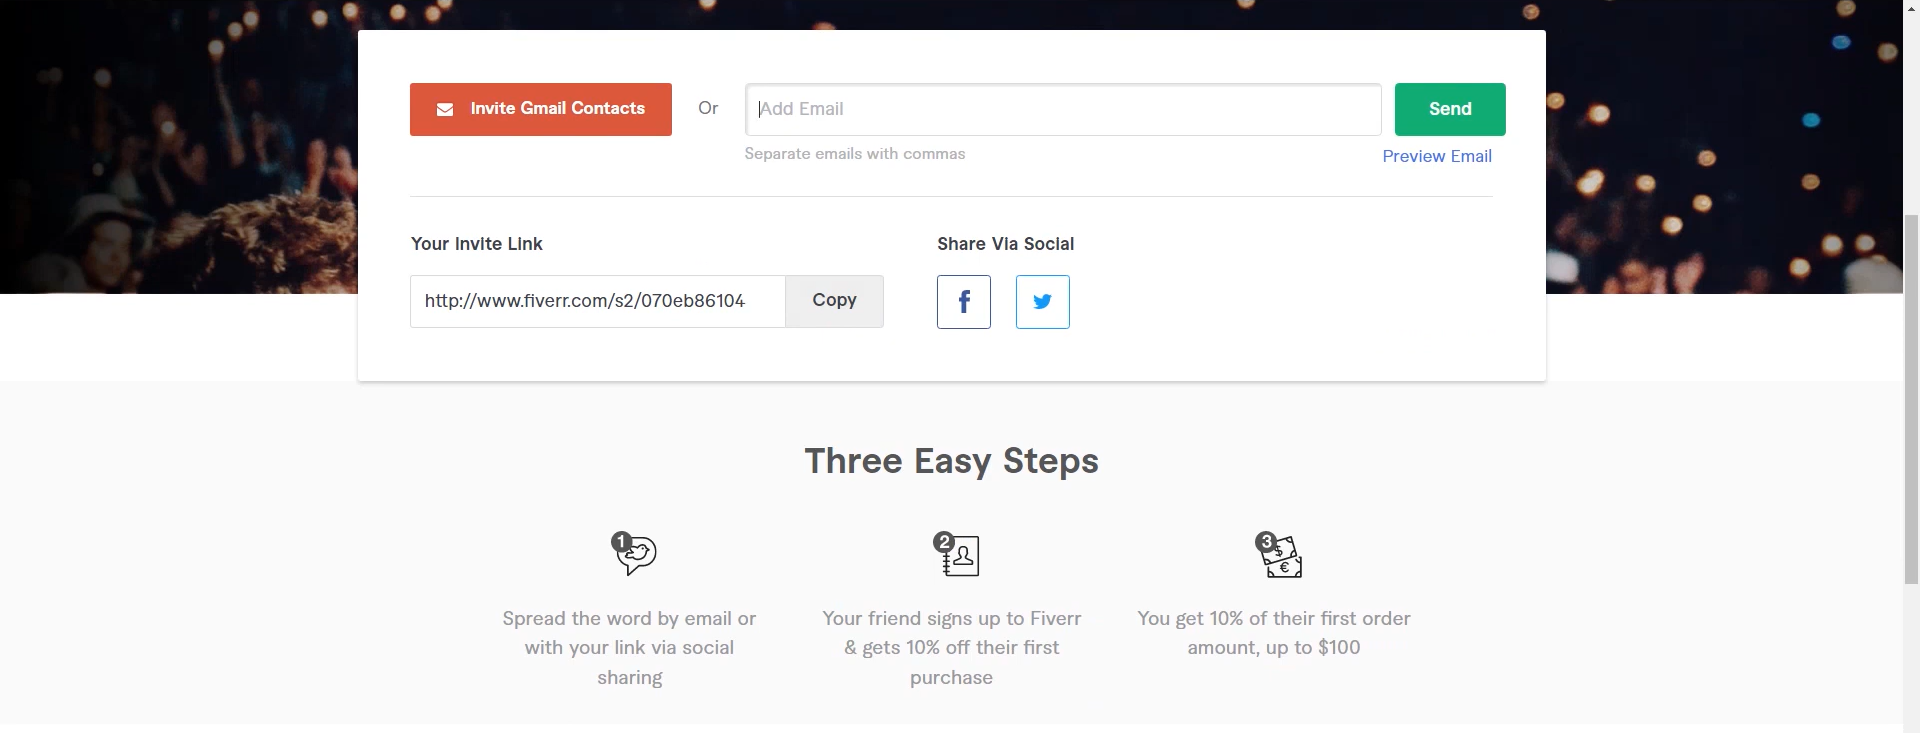 Invite Gmail Contacts
Or
Add Email
Send
Separate emails with commas
Preview Email
Your Invite Link
Share Via Social
http://www.fiverr.com/s2/070eb86104
Copy
Three Easy Steps
1
2
3
Spread the word by email or
with your link via social
sharing
Your friend signs up to Fiverr
& gets 10% off their first
purchase
You get 10% of their first order
amount, up to $100